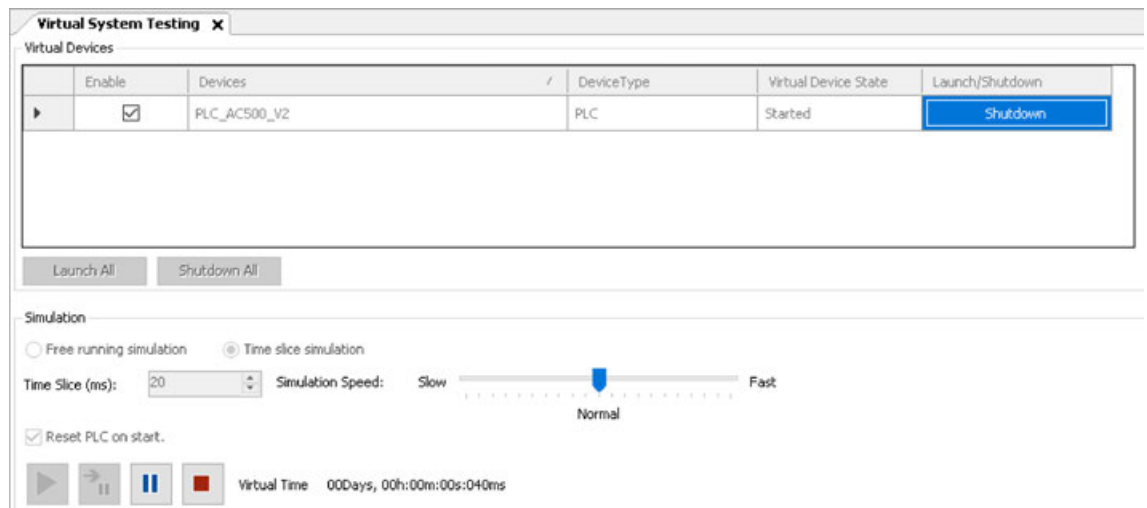 Virtual System Testing X
Virtual Devices
Enable Devices / DeviceType Virtual Device State Launch/Shutdown
PLC_AC500_V2 PLC Started Shutdown
Launch All Shutdown All
Simulation
Free running simulation Time slice simulation
Time Slice (ms): 20 Simulation Speed: Slow Fast
Normal
Reset PLC on start.
Virtual Time 00Days, 00h:00m:00s:040ms